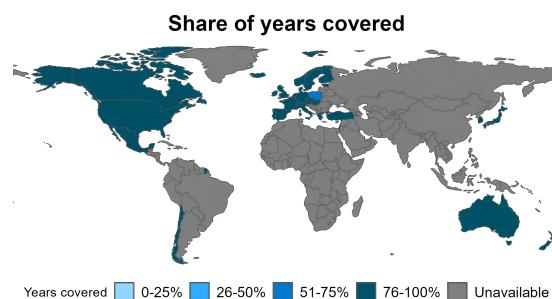 Share of years covered
Years covered 0-25% 26-50% 51-75% 76-100% Unavailable